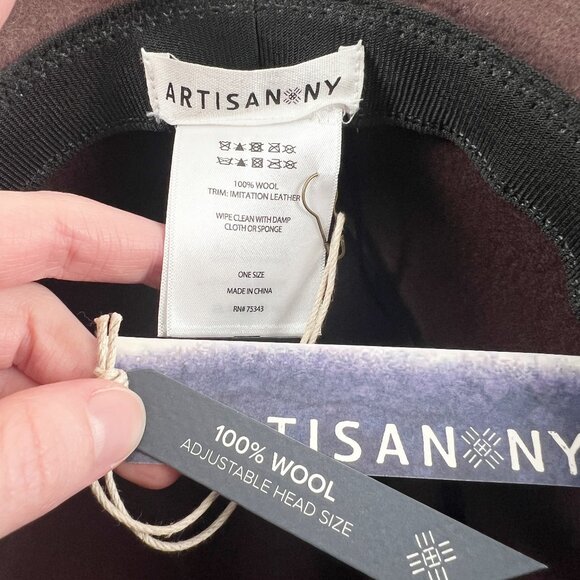 ARTISAN NY
100% WOOL
TRIM: IMITATION LEATHER
WIPE CLEAN WITH DAMP
CLOTH OR SPONGE
ONE SIZE
MADE IN CHINA
RN# 75343
TISAN NY
100% WOOL
ADJUSTABLE HEAD SIZE